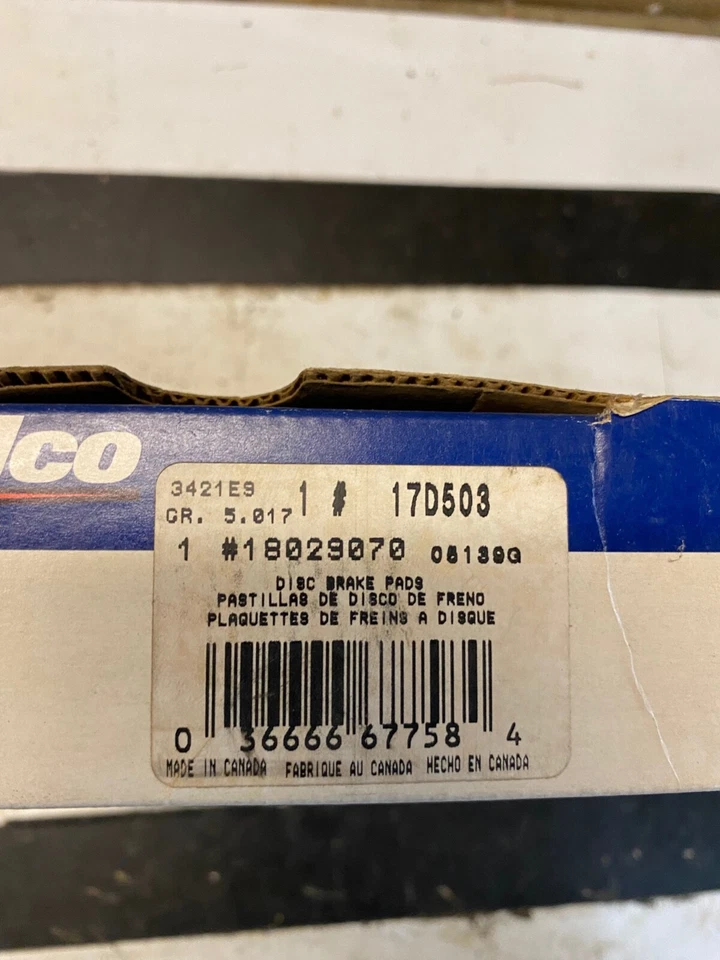 lco
3421E9 1 # 17D503
GR. 5.017
1 #18029070 05139G
DISC BRAKE PADS
PASTILLAS DE DISCO DE FRENO
PLAQUETTES DE FREINS A DISQUE
0 36666 67758 4
MADE IN CANADA FABRIQUE AU CANADA HECHO EN CANADA